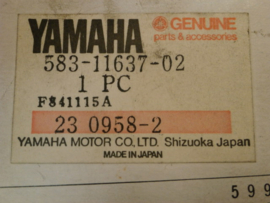 YAMAHA GENUINE
parts & accessories
583-11637-02
1 PC
F841115A
23 0958-2
YAMAHA MOTOR CO., LTD. Shizuoka Japan
MADE IN JAPAN
599